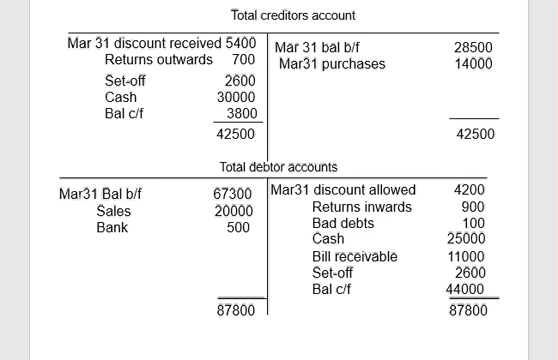 Total creditors account
Mar 31 discount received 5400
Returns outwards 700
Set-off 2600
Cash 30000
Bal c/f 3800
42500
Mar 31 bal b/f 28500
Mar31 purchases 14000
42500
Total debtor accounts
Mar31 Bal b/f 67300
Sales 20000
Bank 500
87800
Mar31 discount allowed 4200
Returns inwards 900
Bad debts 100
Cash 25000
Bill receivable 11000
Set-off 2600
Bal c/f 44000
87800